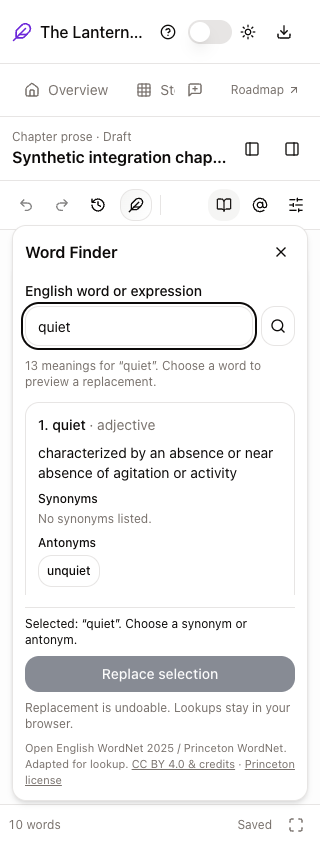 The Lantern...
Overview
Roadmap ↗
Chapter prose · Draft
Synthetic integration chap...
Word Finder
English word or expression
quiet
13 meanings for “quiet”. Choose a word to
preview a replacement.
1. quiet · adjective
characterized by an absence or near
absence of agitation or activity
Synonyms
No synonyms listed.
Antonyms
unquiet
Selected: “quiet”. Choose a synonym or
antonym.
Replace selection
Replacement is undoable. Lookups stay in your
browser.
Open English WordNet 2025 / Princeton WordNet.
Adapted for lookup. CC BY 4.0 & credits · Princeton
license
10 words
Saved